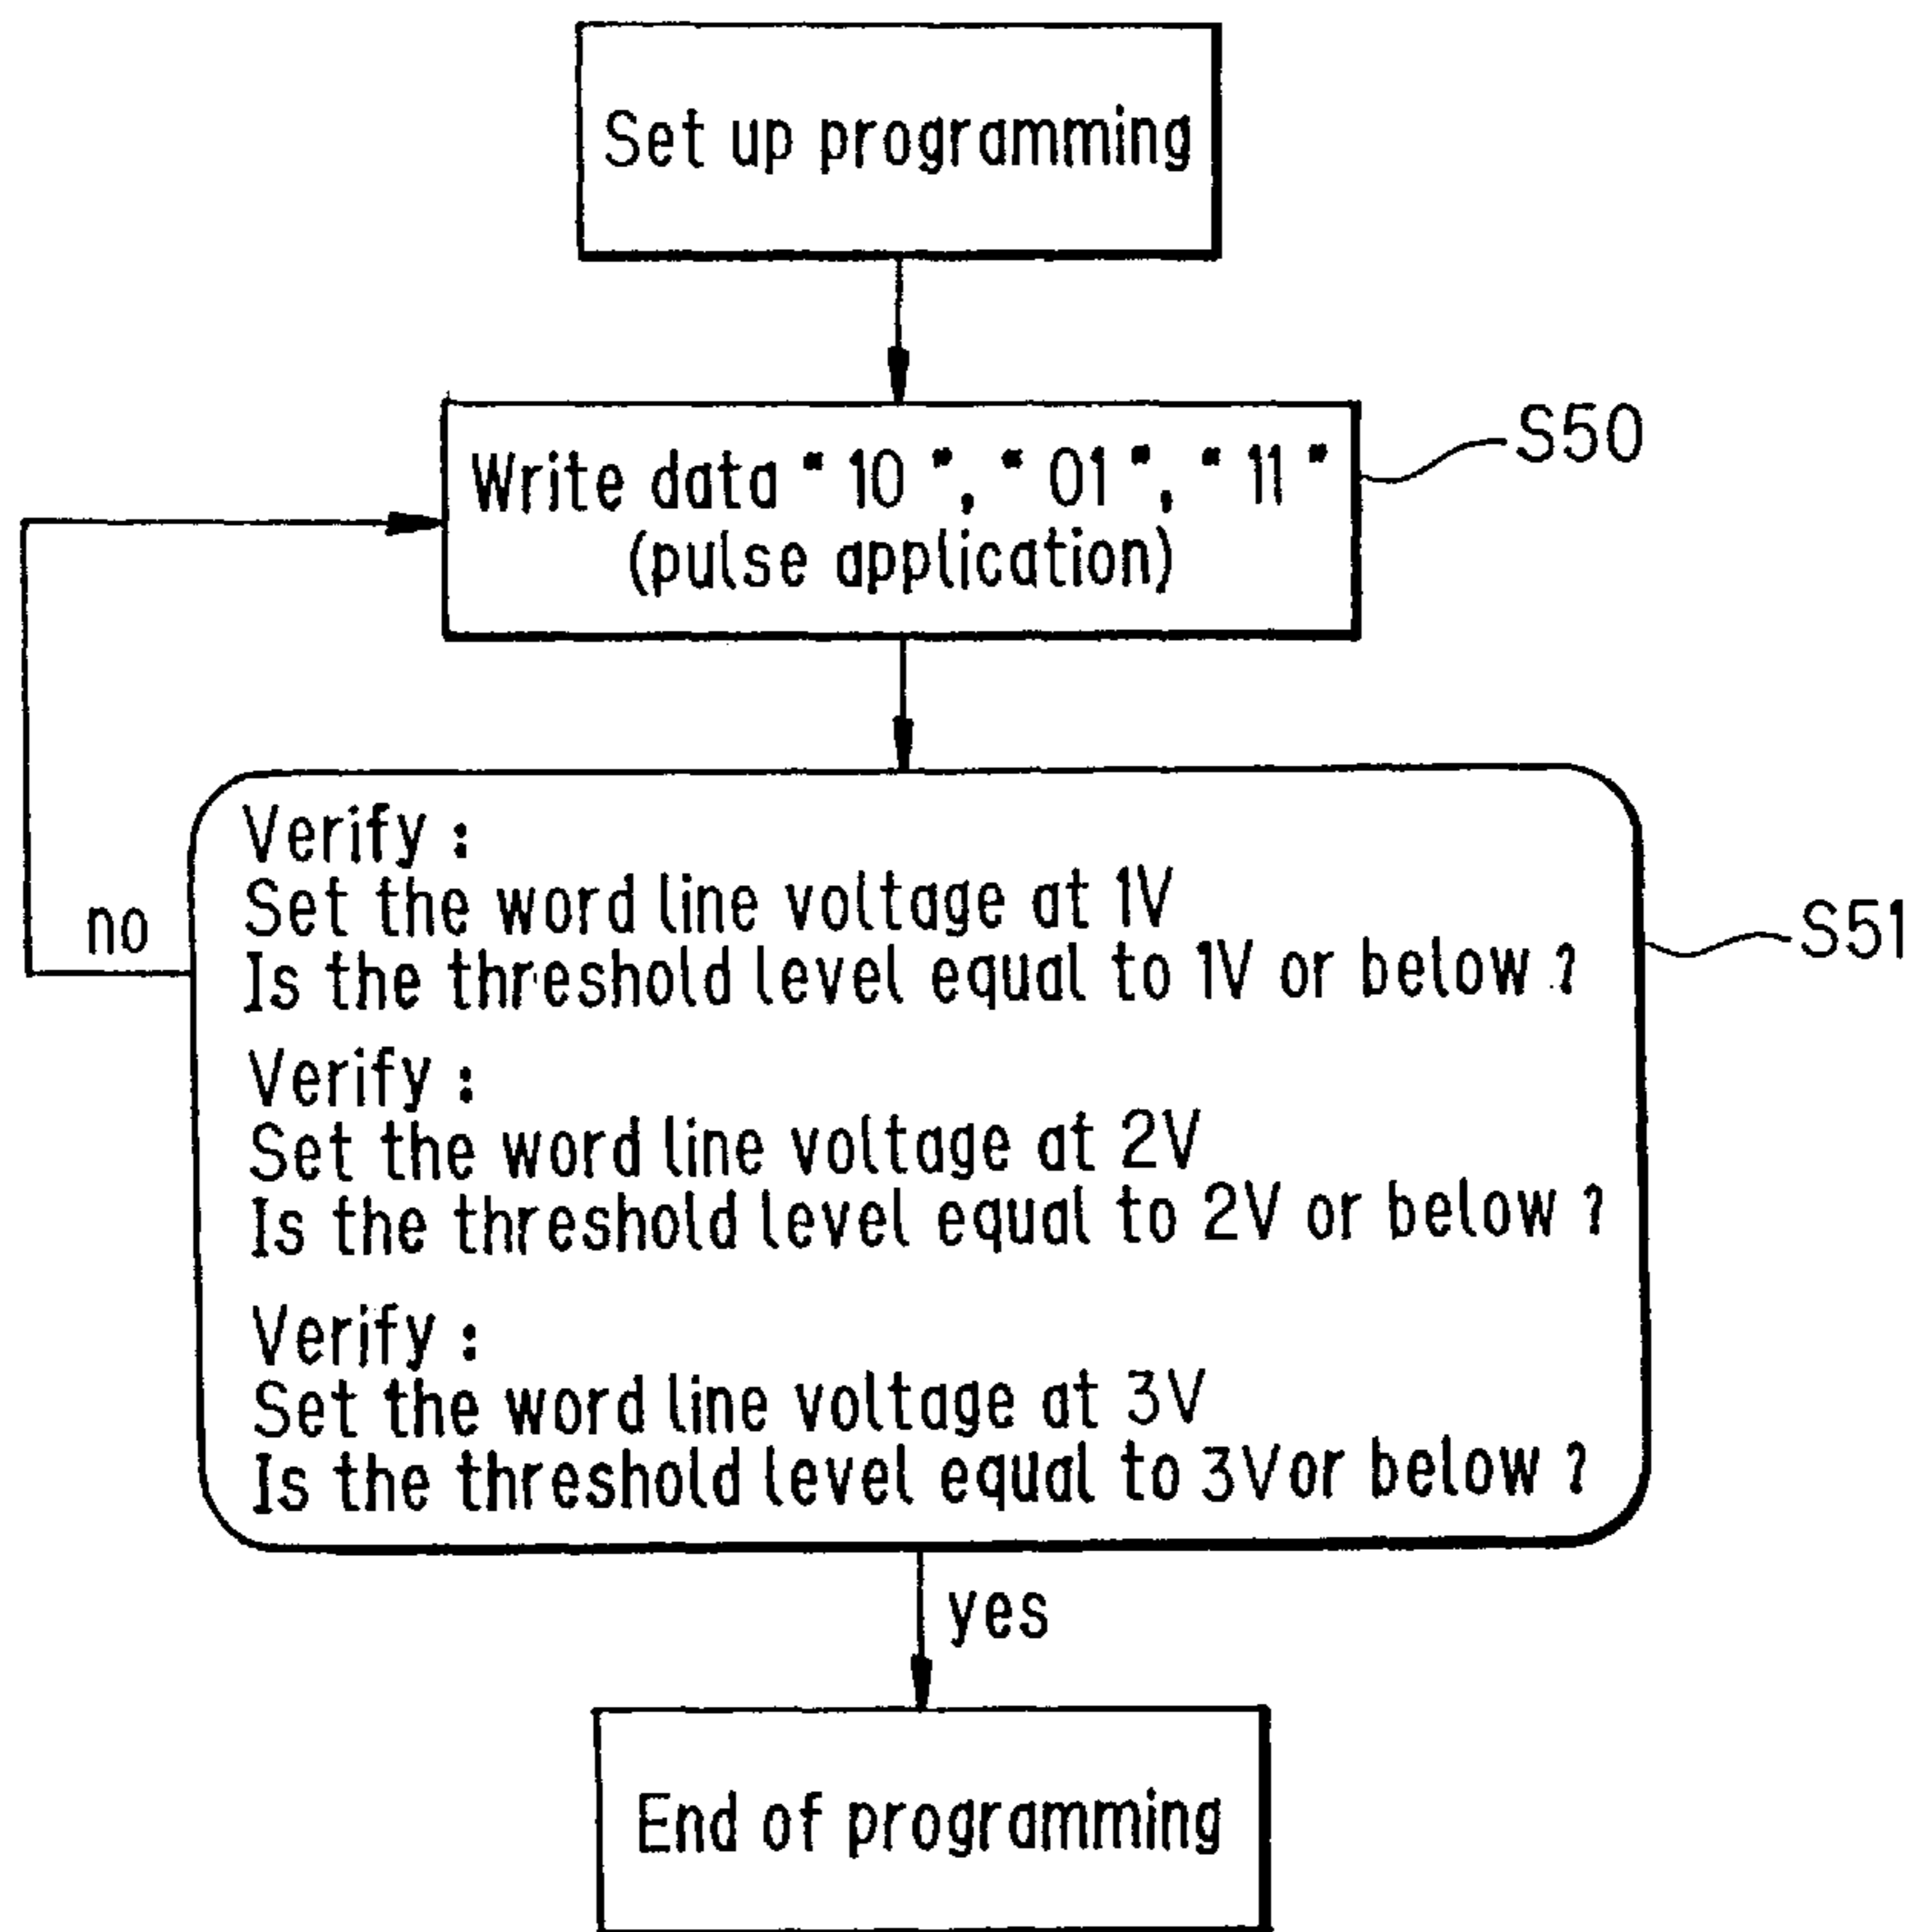 Set up programming
Write data "10", "01", "11"
(pulse application)
S50
no
Verify :
Set the word line voltage at 1V
Is the threshold level equal to 1V or below ?
Verify :
Set the word line voltage at 2V
Is the threshold level equal to 2V or below ?
Verify :
Set the word line voltage at 3V
Is the threshold level equal to 3V or below ?
S51
yes
End of programming